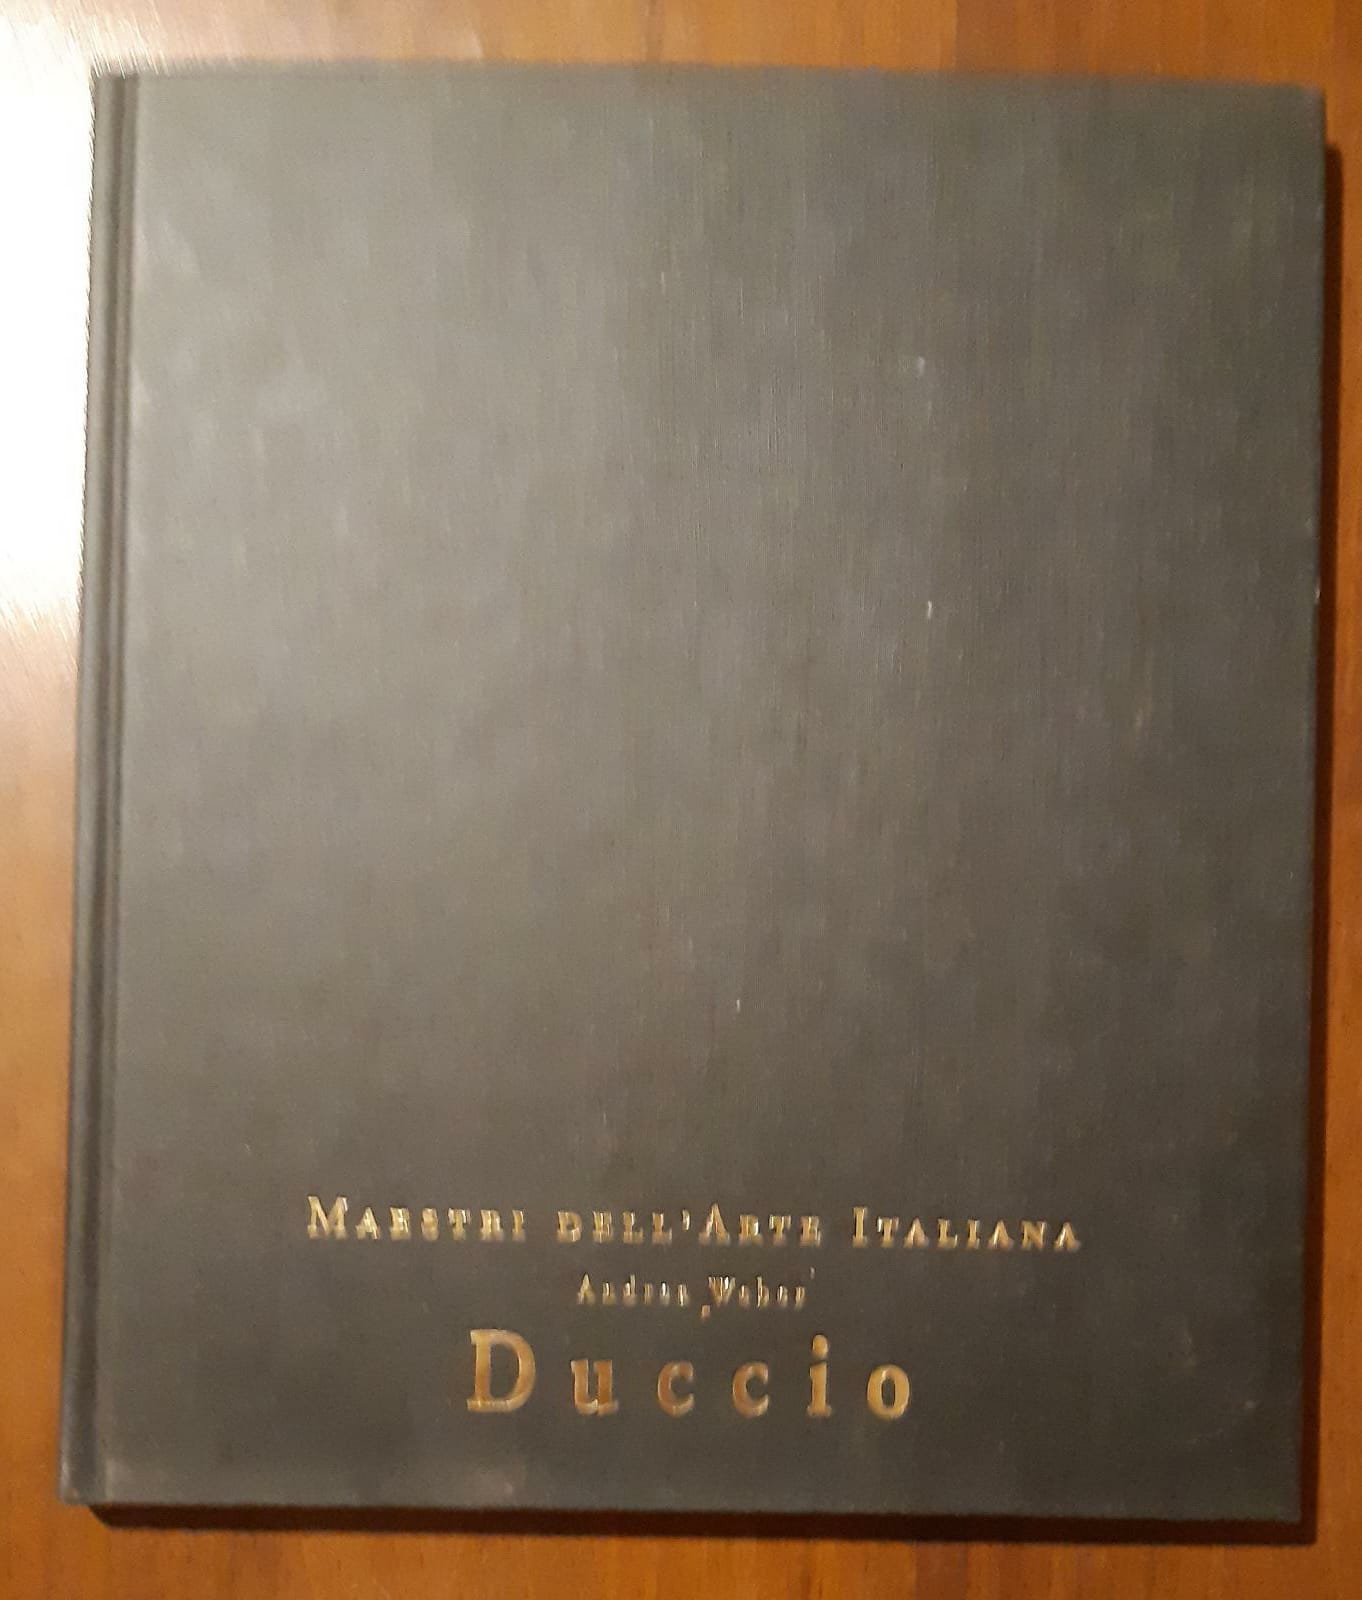 MAESTRI DELL'ARTE ITALIANA
Andrea Weber
Duccio